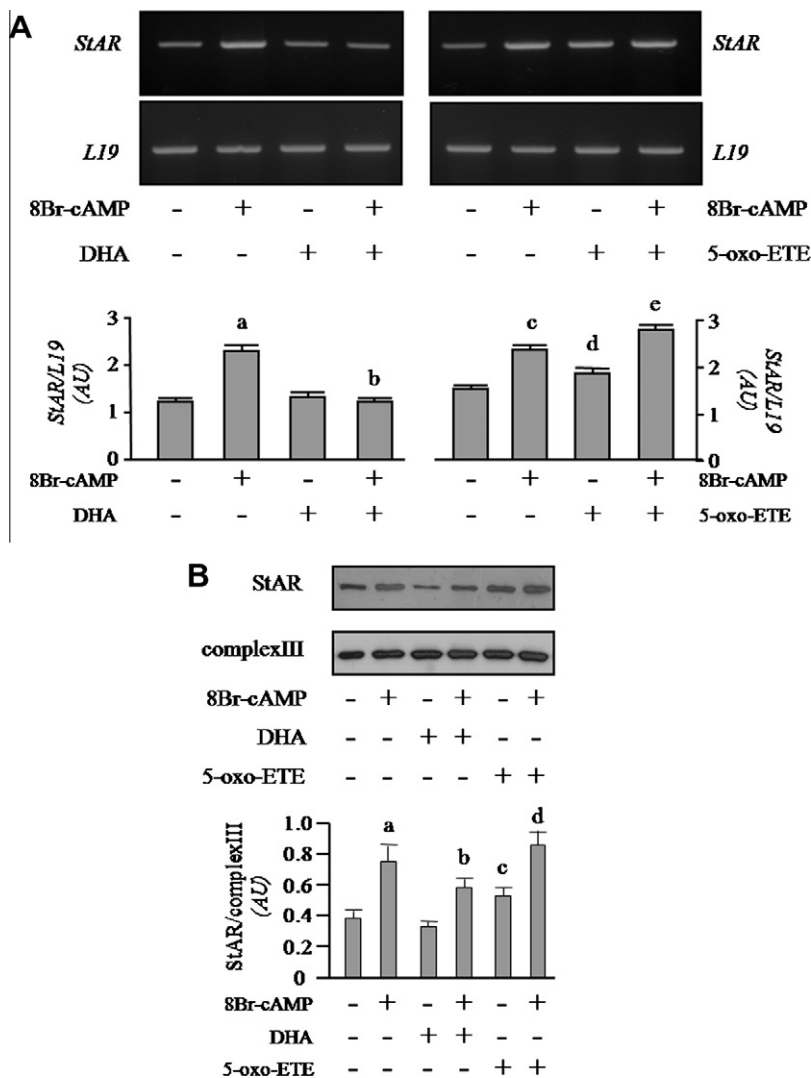 A
StAR StAR
L19 L19
8Br-cAMP - + - + - + - + 8Br-cAMP
DHA - - + + - - + + 5-oxo-ETE
StAR/L19 (AU)
3
2
1
0
a
b
c
d
e
3
2
1
0
StAR/L19 (AU)
8Br-cAMP - + - + - + - + 8Br-cAMP
DHA - - + + - - + + 5-oxo-ETE
B
StAR
complexIII
8Br-cAMP - + - + - +
DHA - - + + - -
5-oxo-ETE - - - - + +
StAR/complexIII (AU)
1.0
0.8
0.6
0.4
0.2
0
a
b
c
d
8Br-cAMP - + - + - +
DHA - - + + - -
5-oxo-ETE - - - - + +